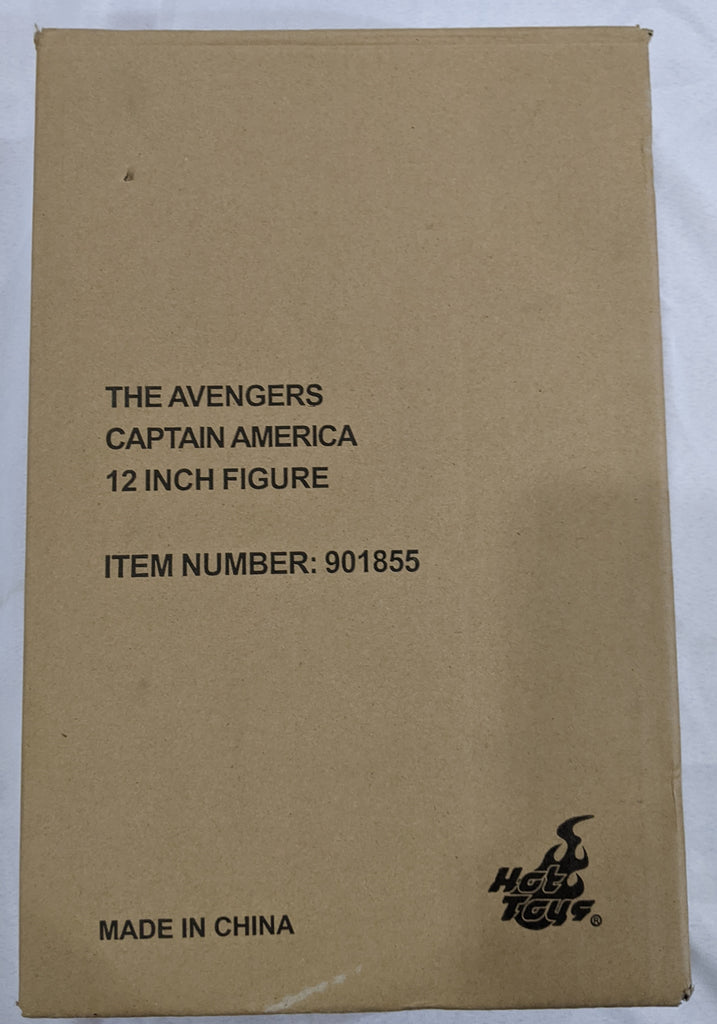 THE AVENGERS
CAPTAIN AMERICA
12 INCH FIGURE
ITEM NUMBER: 901855
Hot
Toys®
MADE IN CHINA